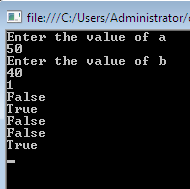 file:///C:/Users/Administrator/
Enter the value of a
50
Enter the value of b
40
1
False
True
False
False
True